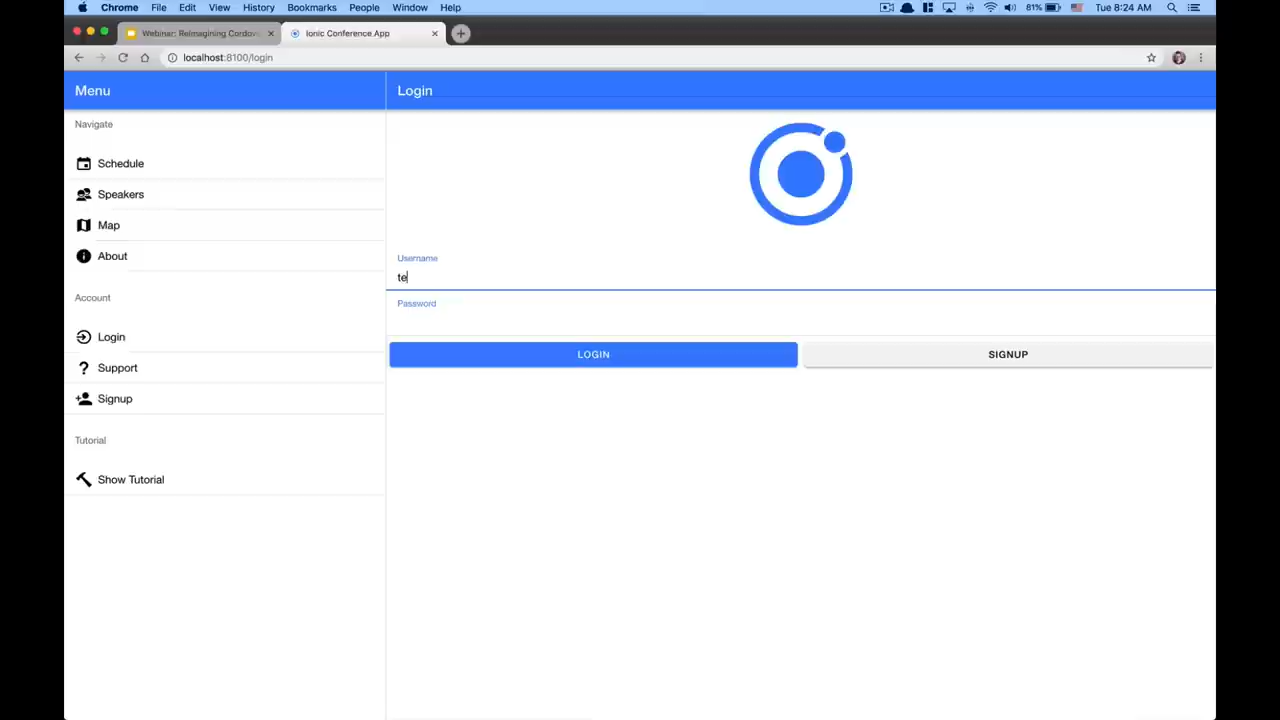 Chrome File Edit View History Bookmarks People Window Help 81% Tue 8:24 AM
Webinar: Reimagining Cordov
Ionic Conference App
localhost:8100/login
Menu
Login
Navigate
Schedule
Speakers
Map
About
Account
Login
Support
Signup
Tutorial
Show Tutorial
Username
te
Password
LOGIN
SIGNUP